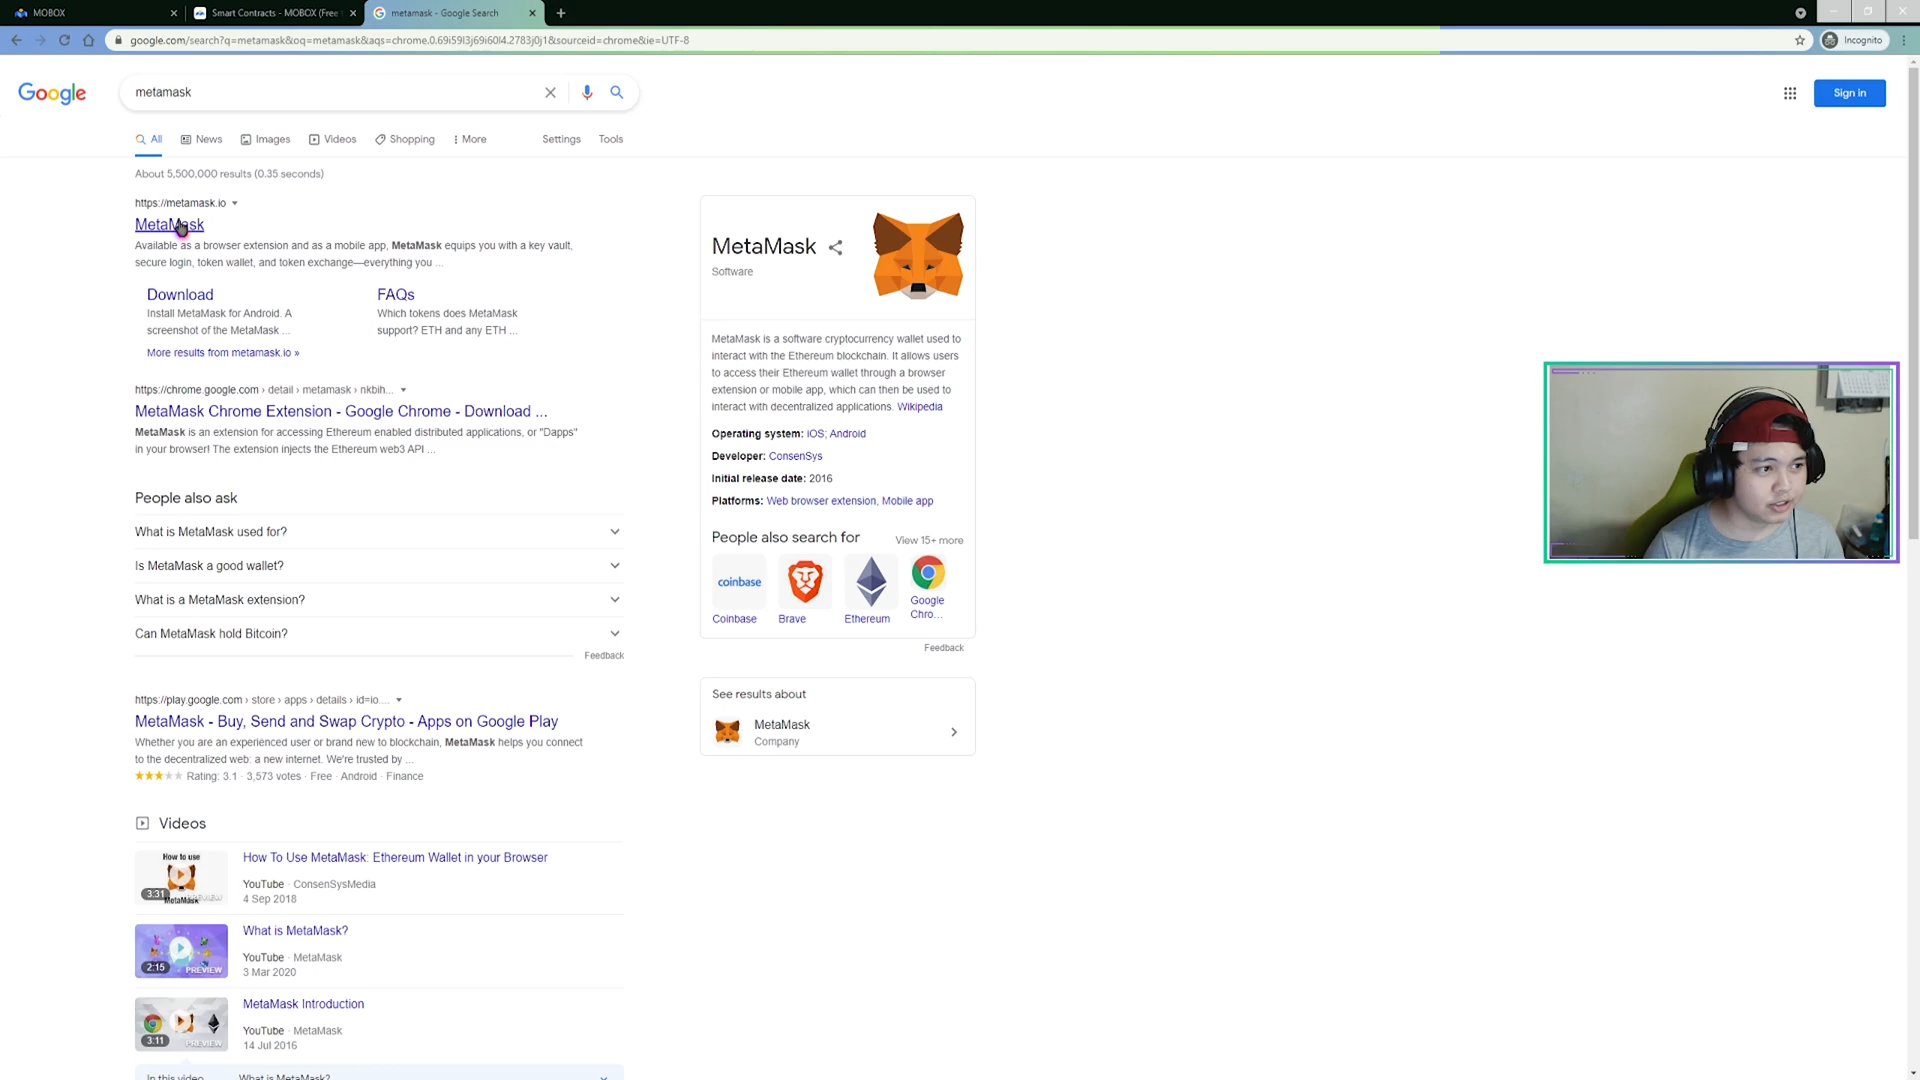 MOBOX
Smart Contracts - MOBOX (Free
metamask - Google Search
google.com/search?q=metamask&oq=metamask&aqs=chrome.0.69i59l3j69i60l4.2783j0j1&sourceid=chrome&ie=UTF-8
Incognito
Google
metamask
Sign in
All
News
Images
Videos
Shopping
More
Settings
Tools
About 5,500,000 results (0.35 seconds)
https://metamask.io
MetaMask
Available as a browser extension and as a mobile app, MetaMask equips you with a key vault,
secure login, token wallet, and token exchange—everything you ...
Download
Install MetaMask for Android. A
screenshot of the MetaMask ...
FAQs
Which tokens does MetaMask
support? ETH and any ETH ...
More results from metamask.io »
https://chrome.google.com › detail › metamask › nkbih...
MetaMask Chrome Extension - Google Chrome - Download ...
MetaMask is an extension for accessing Ethereum enabled distributed applications, or "Dapps"
in your browser! The extension injects the Ethereum web3 API ...
People also ask
What is MetaMask used for?
Is MetaMask a good wallet?
What is a MetaMask extension?
Can MetaMask hold Bitcoin?
Feedback
https://play.google.com › store › apps › details › id=io....
MetaMask - Buy, Send and Swap Crypto - Apps on Google Play
Whether you are an experienced user or brand new to blockchain, MetaMask helps you connect
to the decentralized web: a new internet. We're trusted by ...
Rating: 3.1 · 3,573 votes · Free · Android · Finance
Videos
How to use
MetaMask
3:31
PREVIEW
How To Use MetaMask: Ethereum Wallet in your Browser
YouTube · ConsenSysMedia
4 Sep 2018
2:15
PREVIEW
What is MetaMask?
YouTube · MetaMask
3 Mar 2020
3:11
PREVIEW
MetaMask Introduction
YouTube · MetaMask
14 Jul 2016
In this video
What is MetaMask?
MetaMask
Software
MetaMask is a software cryptocurrency wallet used to
interact with the Ethereum blockchain. It allows users
to access their Ethereum wallet through a browser
extension or mobile app, which can then be used to
interact with decentralized applications. Wikipedia
Operating system: iOS; Android
Developer: ConsenSys
Initial release date: 2016
Platforms: Web browser extension, Mobile app
People also search for
View 15+ more
coinbase
Coinbase
Brave
Ethereum
Google
Chro...
Feedback
See results about
MetaMask
Company